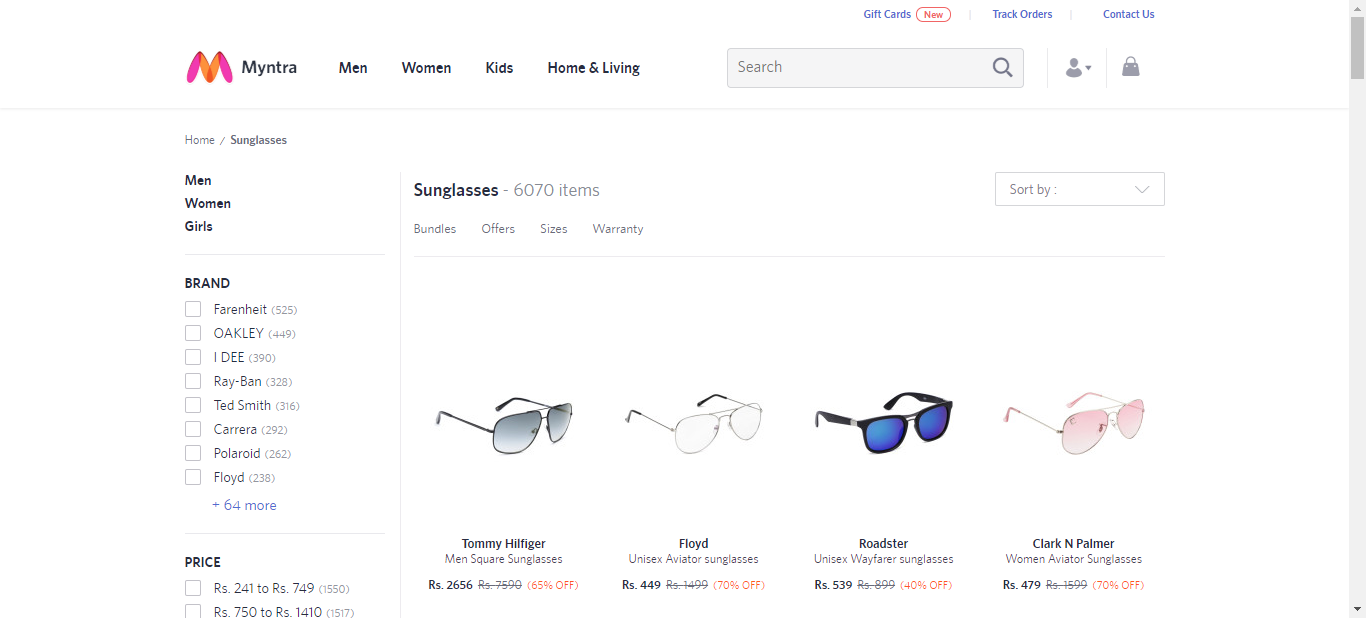 Gift Cards New Track Orders Contact Us
Myntra Men Women Kids Home & Living Search
Home / Sunglasses
Men
Women
Girls
BRAND
Farenheit (525)
OAKLEY (449)
I DEE (390)
Ray-Ban (328)
Ted Smith (316)
Carrera (292)
Polaroid (262)
Floyd (238)
+ 64 more
PRICE
Rs. 241 to Rs. 749 (1550)
Rs. 750 to Rs. 1410 (1517)
Sunglasses - 6070 items
Sort by :
Bundles Offers Sizes Warranty
Tommy Hilfiger
Men Square Sunglasses
Rs. 2656 Rs. 7590 (65% OFF)
Floyd
Unisex Aviator sunglasses
Rs. 449 Rs. 1499 (70% OFF)
Roadster
Unisex Wayfarer sunglasses
Rs. 539 Rs. 899 (40% OFF)
Clark N Palmer
Women Aviator Sunglasses
Rs. 479 Rs. 1599 (70% OFF)